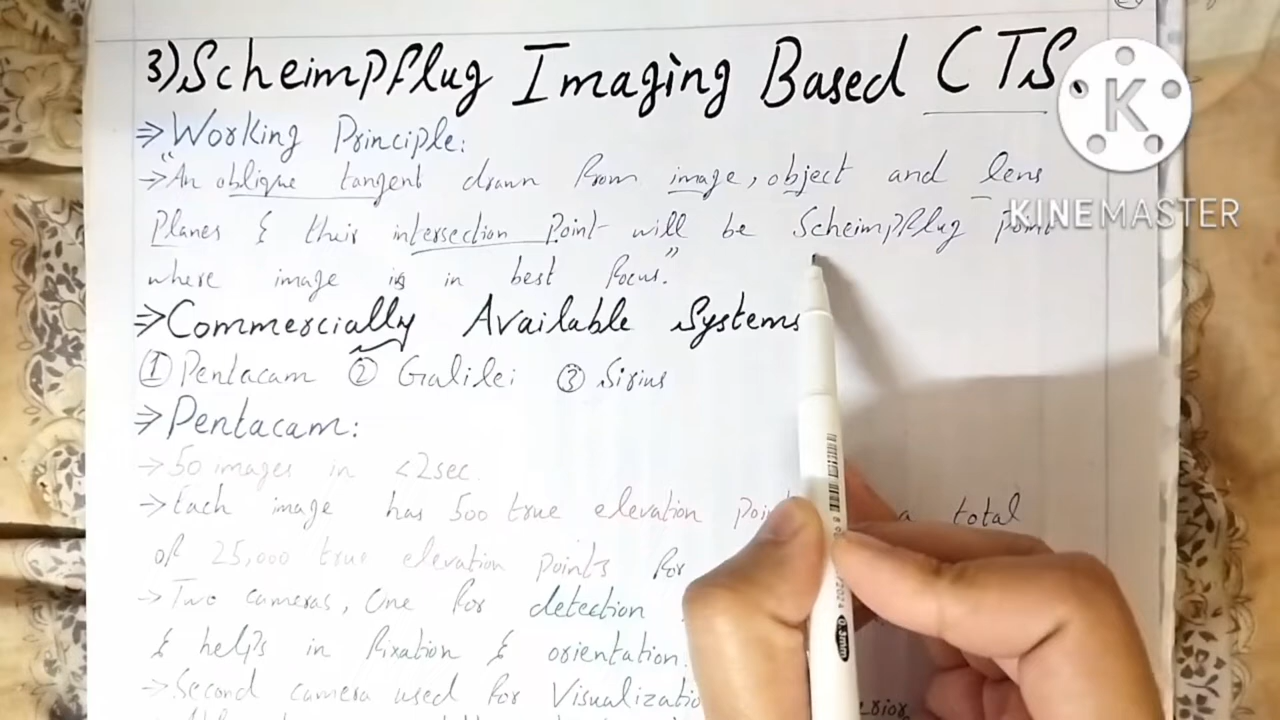 3) Scheimpflug Imaging Based CTS.
⇒ Working Principle:
→ "An oblique tangent drawn from image, object and lens
Planes & their intersection Point will be Scheimpflug point
where image is in best focus."
⇒ Commercially Available Systems
① Pentacam ② Galilei ③ Sirius
⇒ Pentacam:
→ 50 images in <2sec.
→ Each image has 500 true elevation a total
of 25,000 true elevation points for
→ Two cameras, One for detection
& helps in fixation & orientation.
→ Second camera used for
K
KINEMASTER
0.3mm